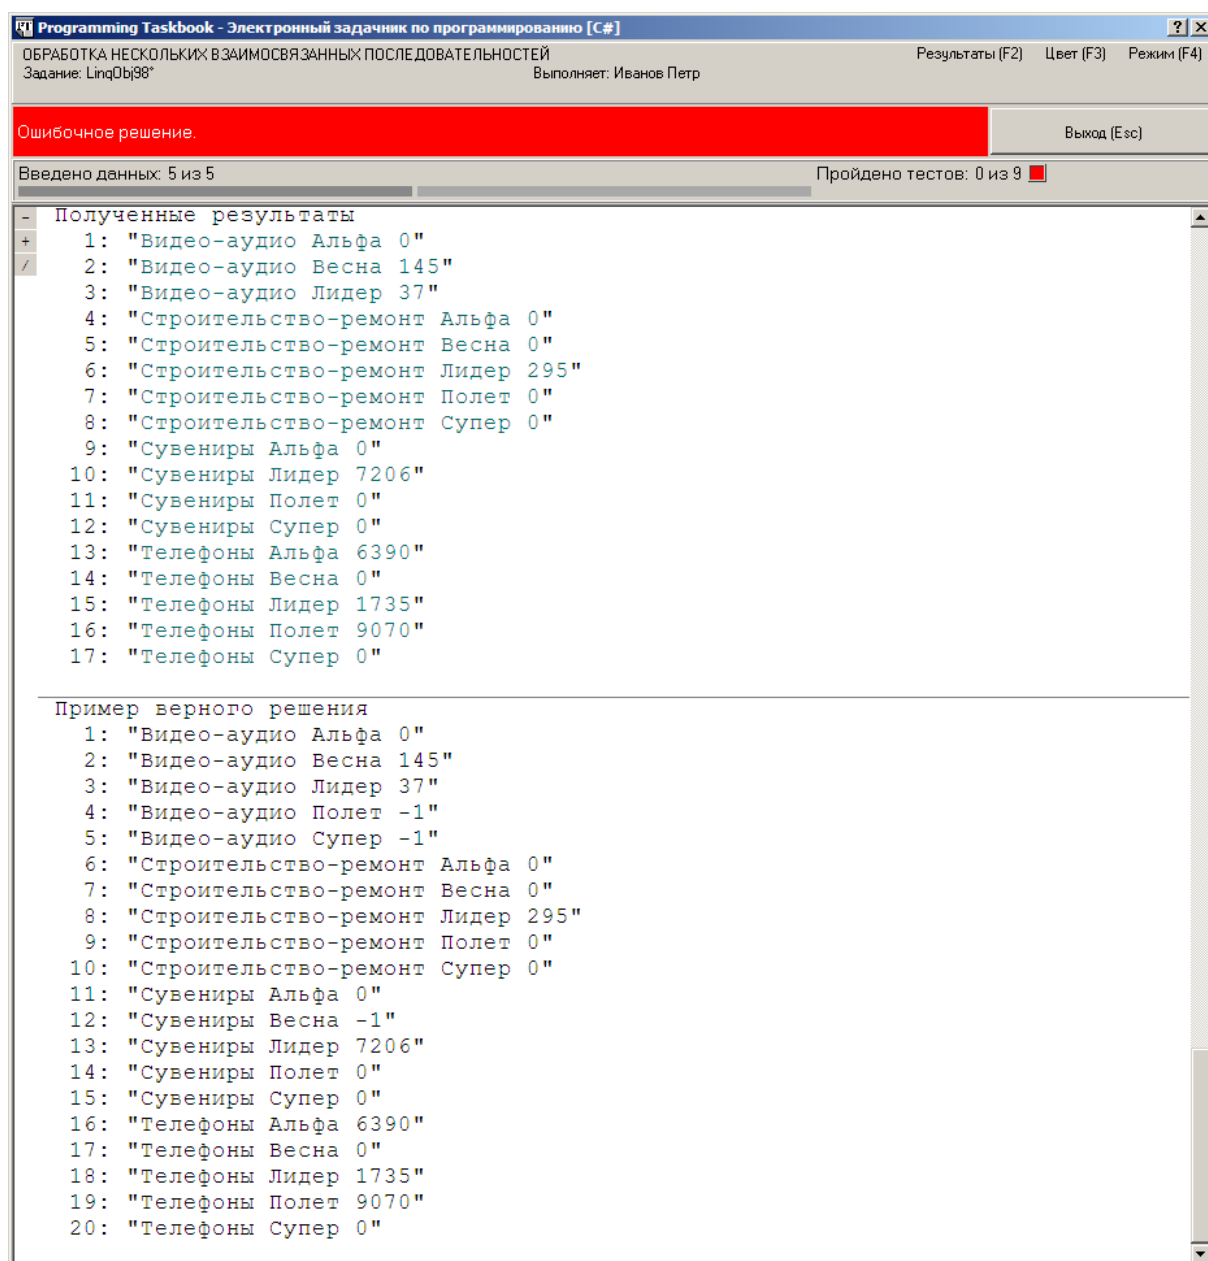 Programming Taskbook - Электронный задачник по программированию [C#]
ОБРАБОТКА НЕСКОЛЬКИХ ВЗАИМОСВЯЗАННЫХ ПОСЛЕДОВАТЕЛЬНОСТЕЙ
Результаты (F2) Цвет (F3) Режим (F4)
Задание: LinqObj98* Выполняет: Иванов Петр
Ошибочное решение.
Выход (Esc)
Введено данных: 5 из 5
Пройдено тестов: 0 из 9
Полученные результаты
1: "Видео-аудио Альфа 0"
2: "Видео-аудио Весна 145"
3: "Видео-аудио Лидер 37"
4: "Строительство-ремонт Альфа 0"
5: "Строительство-ремонт Весна 0"
6: "Строительство-ремонт Лидер 295"
7: "Строительство-ремонт Полет 0"
8: "Строительство-ремонт Супер 0"
9: "Сувениры Альфа 0"
10: "Сувениры Лидер 7206"
11: "Сувениры Полет 0"
12: "Сувениры Супер 0"
13: "Телефоны Альфа 6390"
14: "Телефоны Весна 0"
15: "Телефоны Лидер 1735"
16: "Телефоны Полет 9070"
17: "Телефоны Супер 0"
Пример верного решения
1: "Видео-аудио Альфа 0"
2: "Видео-аудио Весна 145"
3: "Видео-аудио Лидер 37"
4: "Видео-аудио Полет -1"
5: "Видео-аудио Супер -1"
6: "Строительство-ремонт Альфа 0"
7: "Строительство-ремонт Весна 0"
8: "Строительство-ремонт Лидер 295"
9: "Строительство-ремонт Полет 0"
10: "Строительство-ремонт Супер 0"
11: "Сувениры Альфа 0"
12: "Сувениры Весна -1"
13: "Сувениры Лидер 7206"
14: "Сувениры Полет 0"
15: "Сувениры Супер 0"
16: "Телефоны Альфа 6390"
17: "Телефоны Весна 0"
18: "Телефоны Лидер 1735"
19: "Телефоны Полет 9070"
20: "Телефоны Супер 0"